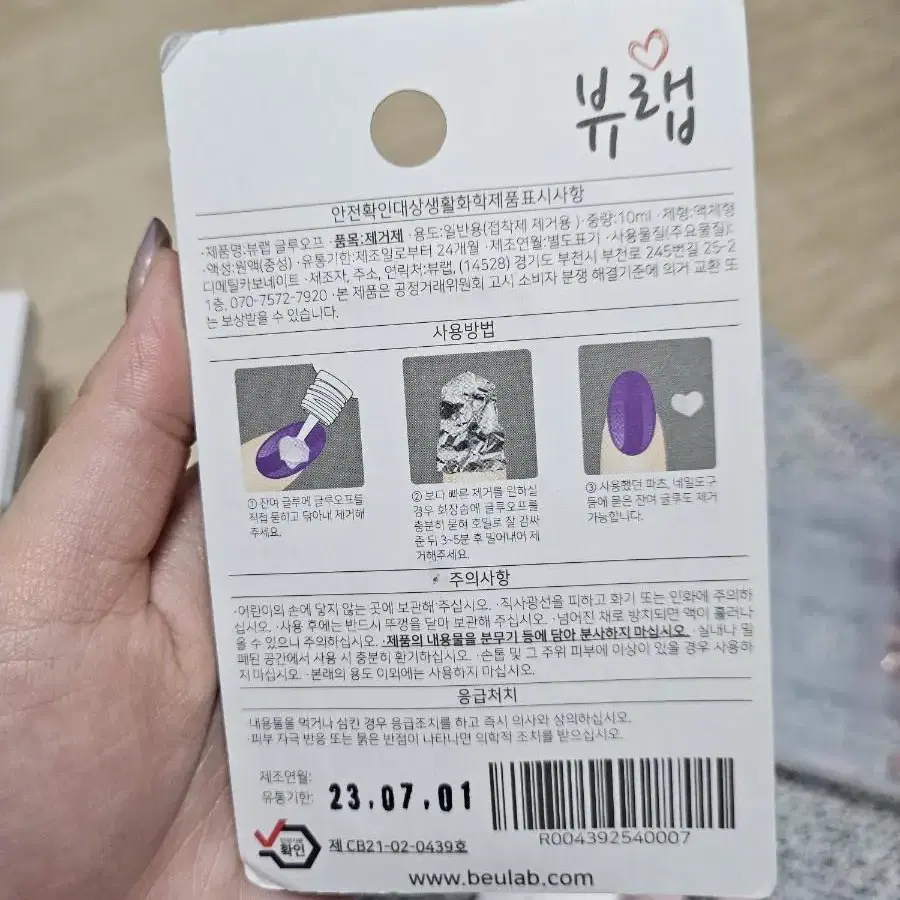 뷰랩
안전확인대상생활화학제품표시사항
·제품명:뷰랩 글루오프 ·품목:제거제 ·용도:일반용(접착제 제거용) ·중량:10ml ·제형:액체형
·액성:원액(중성) ·유통기한:제조일로부터 24개월 ·제조연월:별도표기 ·사용물질(주요물질):
디메틸카보네이트 ·제조자, 주소, 연락처:뷰랩, (14528) 경기도 부천시 부천로 245번길 25-2
1층, 070-7572-7920 ·본 제품은 공정거래위원회 고시 소비자 분쟁 해결기준에 의거 교환 또
는 보상받을 수 있습니다.
사용방법
① 잔여 글루에 글루오프를
직접 묻히고 닦아내 제거해
주세요.
② 보다 빠른 제거를 원하실
경우 화장솜에 글루오프를
충분히 묻혀 호일로 잘 감싸
준 뒤 3~5분 후 밀어내어 제
거해주세요.
③ 사용했던 파츠, 네일도구
등에 묻은 잔여 글루도 제거
가능합니다.
주의사항
·어린이의 손에 닿지 않는 곳에 보관해 주십시오. ·직사광선을 피하고 화기 또는 인화에 주의하
십시오. ·사용 후에는 반드시 뚜껑을 닫아 보관해 주십시오. ·넘어진 채로 방치되면 액이 흘러나
올 수 있으니 주의하십시오. ·제품의 내용물을 분무기 등에 담아 분사하지 마십시오. ·실내나 밀
폐된 공간에서 사용 시 충분히 환기하십시오. ·손톱 및 그 주위 피부에 이상이 있을 경우 사용하
지 마십시오. ·본래의 용도 이외에는 사용하지 마십시오.
응급처치
·내용물을 먹거나 삼킨 경우 응급조치를 하고 즉시 의사와 상의하십시오.
·피부 자극 반응 또는 붉은 반점이 나타나면 의학적 조치를 받으십시오.
제조연월:
유통기한:
23.07.01
R004392540007
확인
제 CB21-02-0439호
www.beulab.com